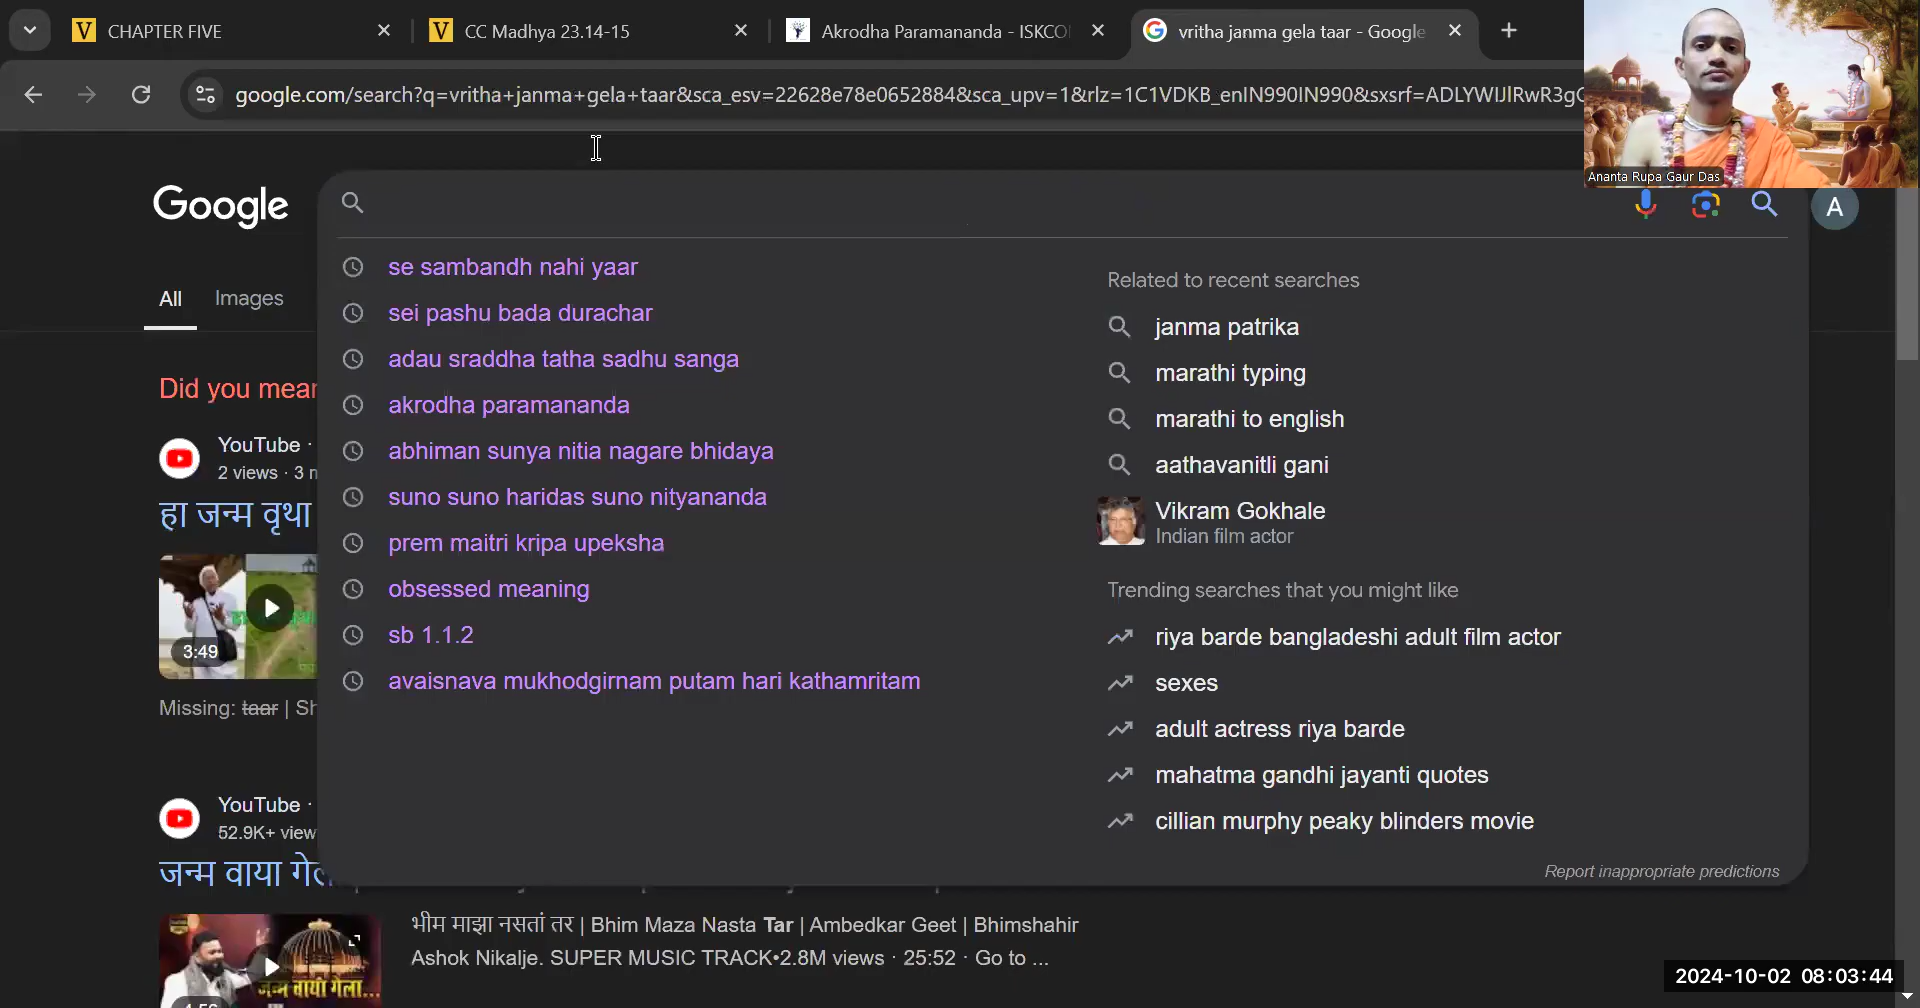 CHAPTER FIVE
CC Madhya 23.14-15
Akrodha Paramananda - ISKCO
vritha janma gela taar - Google
google.com/search?q=vritha+janma+gela+taar&sca_esv=22628e78e0652884&sca_upv=1&rlz=1C1VDKB_enIN990IN990&sxsrf=ADLYWIJlRwR3g
Ananta Rupa Gaur Das
Google
A
All
Images
Did you mean
YouTube ·
2 views · 3 m
हा जन्म वृथा
3:49
Missing: taar | Sh
YouTube ·
52.9K+ view
जन्म वाया गेल
se sambandh nahi yaar
sei pashu bada durachar
adau sraddha tatha sadhu sanga
akrodha paramananda
abhiman sunya nitia nagare bhidaya
suno suno haridas suno nityananda
prem maitri kripa upeksha
obsessed meaning
sb 1.1.2
avaisnava mukhodgirnam putam hari kathamritam
Related to recent searches
janma patrika
marathi typing
marathi to english
aathavanitli gani
Vikram Gokhale
Indian film actor
Trending searches that you might like
riya barde bangladeshi adult film actor
sexes
adult actress riya barde
mahatma gandhi jayanti quotes
cillian murphy peaky blinders movie
Report inappropriate predictions
जन्म वाया गेला...
भीम माझा नसतां तर | Bhim Maza Nasta Tar | Ambedkar Geet | Bhimshahir
Ashok Nikalje. SUPER MUSIC TRACK•2.8M views · 25:52 · Go to ...
2024-10-02 08:03:44